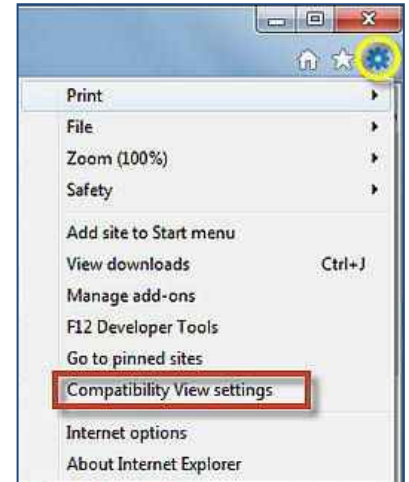 Print
File
Zoom (100%)
Safety
Add site to Start menu
View downloads Ctrl+J
Manage add-ons
F12 Developer Tools
Go to pinned sites
Compatibility View settings
Internet options
About Internet Explorer